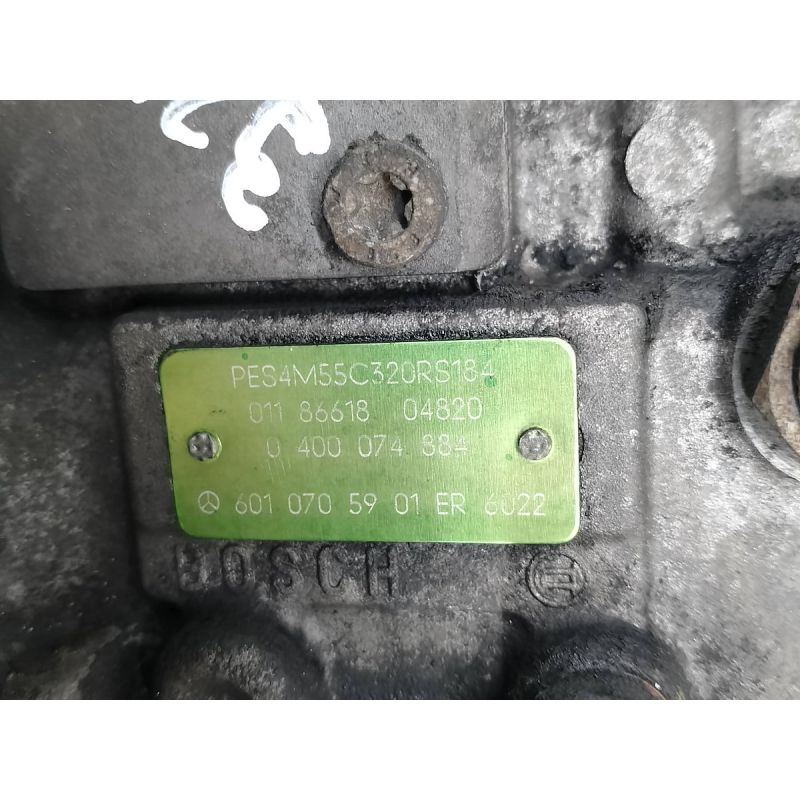 PES4M55C320RS184
011 86618 04820
0 400 074 884
601 070 59 01 ER 6022
BOSCH